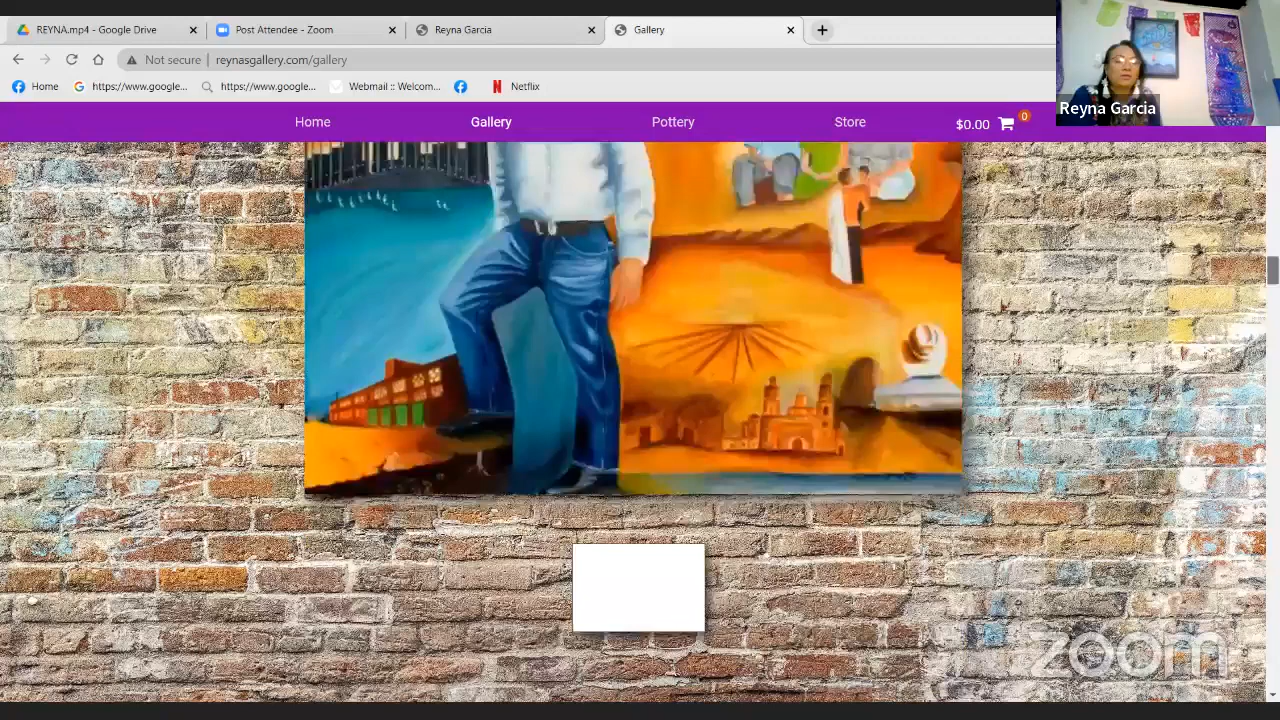 REYNA.mp4 - Google Drive
Post Attendee - Zoom
Reyna Garcia
Gallery
Not secure
reynasgallery.com/gallery
Home
https://www.google...
https://www.google...
Webmail :: Welcom...
Netflix
Reyna Garcia
Home
Gallery
Pottery
Store
$0.00
0
zoom